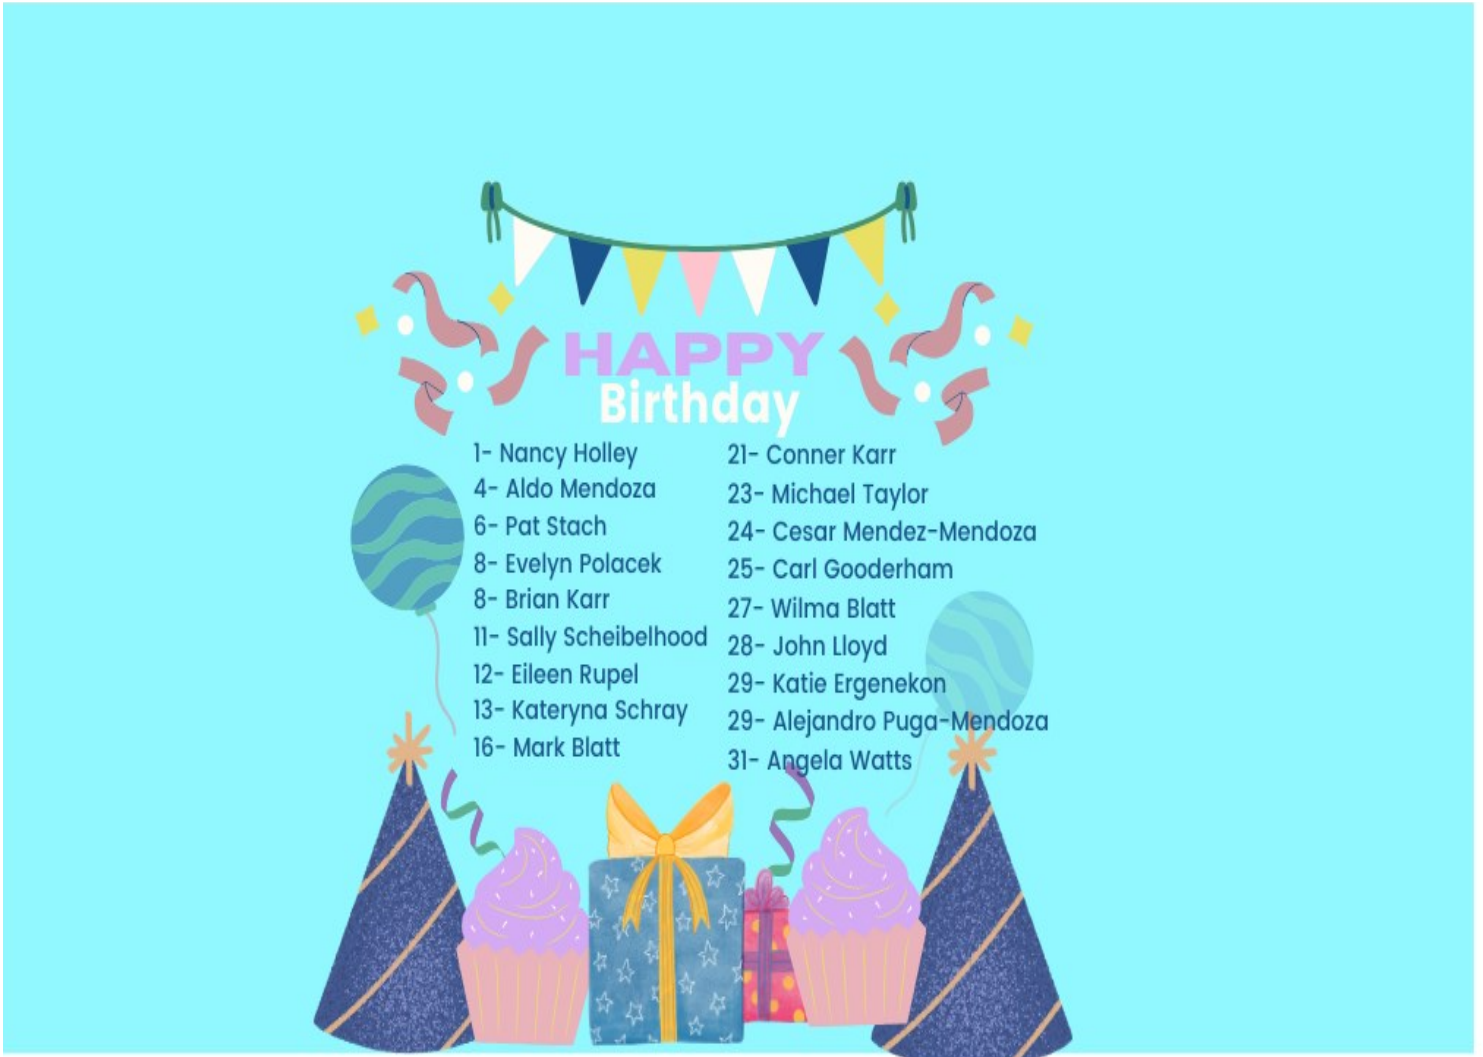 HAPPY
Birthday
1- Nancy Holley
4- Aldo Mendoza
6- Pat Stach
8- Evelyn Polacek
8- Brian Karr
11- Sally Scheibelhood
12- Eileen Rupel
13- Kateryna Schray
16- Mark Blatt
21- Conner Karr
23- Michael Taylor
24- Cesar Mendez-Mendoza
25- Carl Gooderham
27- Wilma Blatt
28- John Lloyd
29- Katie Ergenekon
29- Alejandro Puga-Mendoza
31- Angela Watts